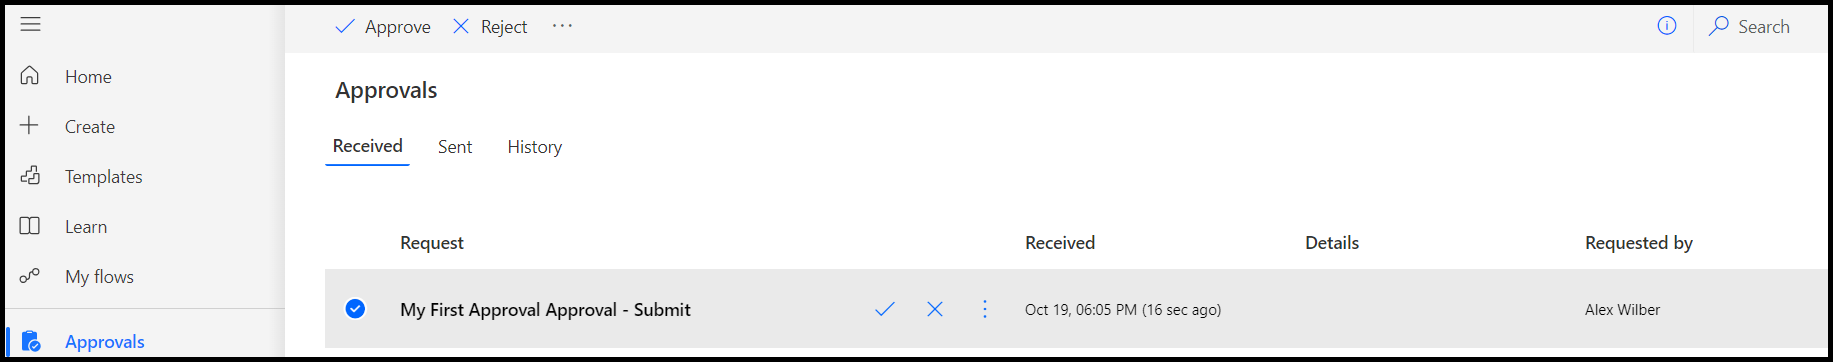 Approve Reject
Search
Home
Create
Templates
Learn
My flows
Approvals
Approvals
Received Sent History
Request Received Details Requested by
My First Approval Approval - Submit Oct 19, 06:05 PM (16 sec ago) Alex Wilber